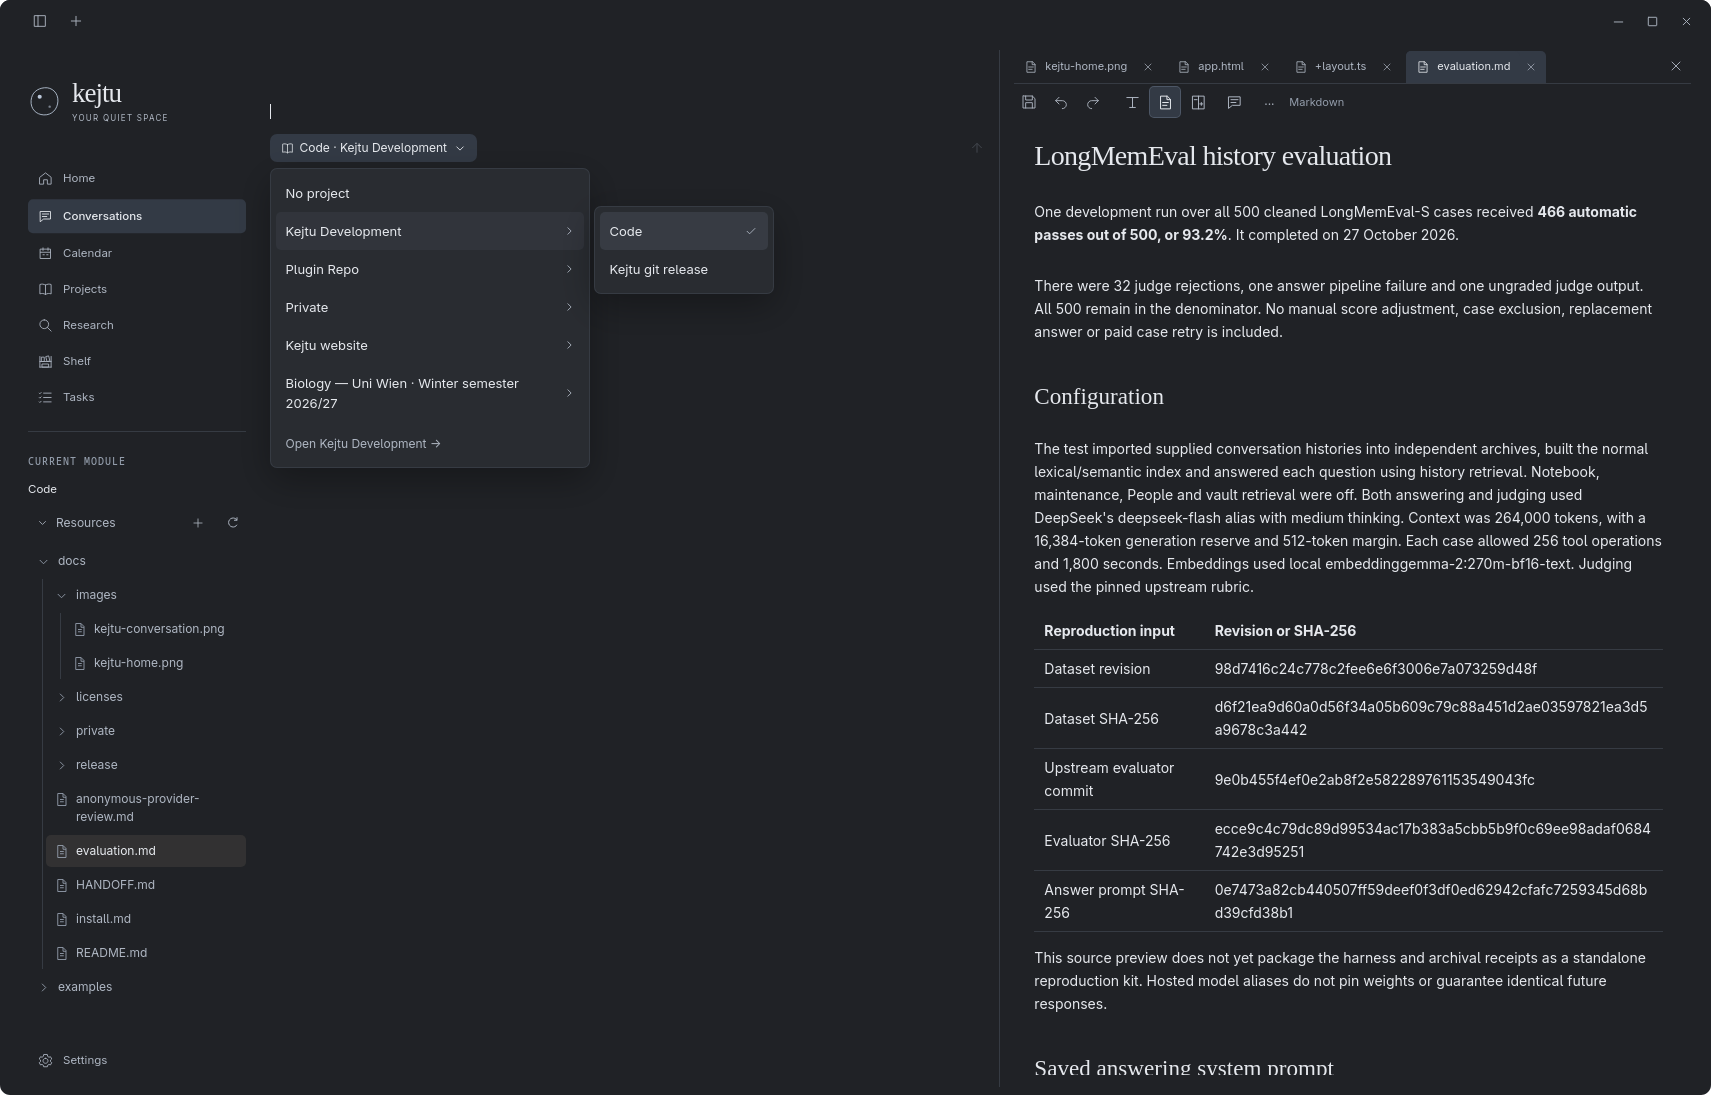 kejtu
YOUR QUIET SPACE
Home
Conversations
Calendar
Projects
Research
Shelf
Tasks
CURRENT MODULE
Code
Resources
docs
images
kejtu-conversation.png
kejtu-home.png
licenses
private
release
anonymous-provider-
review.md
evaluation.md
HANDOFF.md
install.md
README.md
examples
Settings
Code · Kejtu Development
No project
Kejtu Development
Plugin Repo
Private
Kejtu website
Biology — Uni Wien · Winter semester
2026/27
Open Kejtu Development →
Code
Kejtu git release
kejtu-home.png
app.html
+layout.ts
evaluation.md
... Markdown
LongMemEval history evaluation
One development run over all 500 cleaned LongMemEval-S cases received 466 automatic
passes out of 500, or 93.2%. It completed on 27 October 2026.
There were 32 judge rejections, one answer pipeline failure and one ungraded judge output.
All 500 remain in the denominator. No manual score adjustment, case exclusion, replacement
answer or paid case retry is included.
Configuration
The test imported supplied conversation histories into independent archives, built the normal
lexical/semantic index and answered each question using history retrieval. Notebook,
maintenance, People and vault retrieval were off. Both answering and judging used
DeepSeek's deepseek-flash alias with medium thinking. Context was 264,000 tokens, with a
16,384-token generation reserve and 512-token margin. Each case allowed 256 tool operations
and 1,800 seconds. Embeddings used local embeddinggemma-2:270m-bf16-text. Judging
used the pinned upstream rubric.
Reproduction input Revision or SHA-256
Dataset revision 98d7416c24c778c2fee6e6f3006e7a073259d48f
Dataset SHA-256 d6f21ea9d60a0d56f34a05b609c79c88a451d2ae03597821ea3d5
a9678c3a442
Upstream evaluator
commit 9e0b455f4ef0e2ab8f2e582289761153549043fc
Evaluator SHA-256 ecce9c4c79dc89d99534ac17b383a5cbb5b9f0c69ee98adaf0684
742e3d95251
Answer prompt SHA- 0e7473a82cb440507ff59deef0f3df0ed62942cfafc7259345d68b
256 d39cfd38b1
This source preview does not yet package the harness and archival receipts as a standalone
reproduction kit. Hosted model aliases do not pin weights or guarantee identical future
responses.
Saved answering system prompt